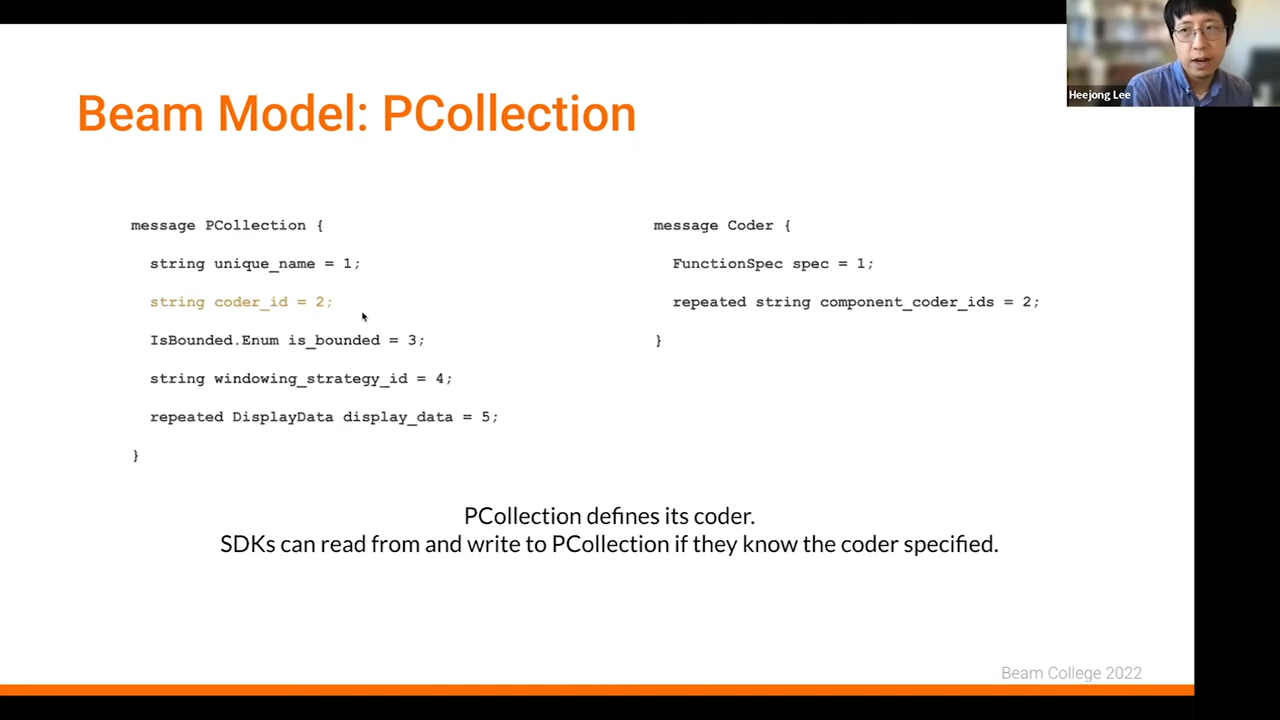 Heejong Lee
Beam Model: PCollection
message PCollection {
string unique_name = 1;
string coder_id = 2;
IsBounded.Enum is_bounded = 3;
string windowing_strategy_id = 4;
repeated DisplayData display_data = 5;
}
message Coder {
FunctionSpec spec = 1;
repeated string component_coder_ids = 2;
}
PCollection defines its coder.
SDKs can read from and write to PCollection if they know the coder specified.
Beam College 2022